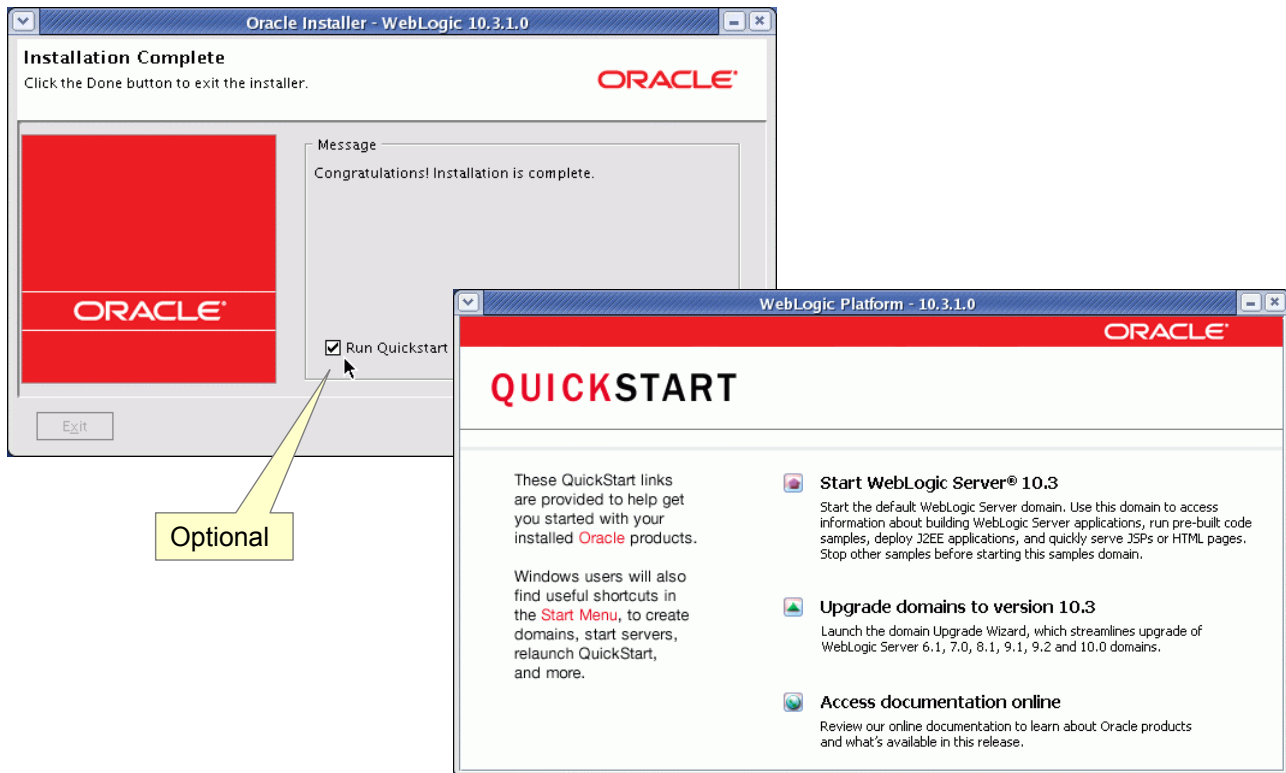 Oracle Installer - WebLogic 10.3.1.0
Installation Complete
Click the Done button to exit the installer.
ORACLE®
Message
Congratulations! Installation is complete.
ORACLE®
Run Quickstart
Exit
Optional
WebLogic Platform - 10.3.1.0
ORACLE®
QUICKSTART
These QuickStart links
are provided to help get
you started with your
installed Oracle products.
Windows users will also
find useful shortcuts in
the Start Menu, to create
domains, start servers,
relaunch QuickStart,
and more.
Start WebLogic Server® 10.3
Start the default WebLogic Server domain. Use this domain to access
information about building WebLogic Server applications, run pre-built code
samples, deploy J2EE applications, and quickly serve JSPs or HTML pages.
Stop other samples before starting this samples domain.
Upgrade domains to version 10.3
Launch the domain Upgrade Wizard, which streamlines upgrade of
WebLogic Server 6.1, 7.0, 8.1, 9.1, 9.2 and 10.0 domains.
Access documentation online
Review our online documentation to learn about Oracle products
and what's available in this release.